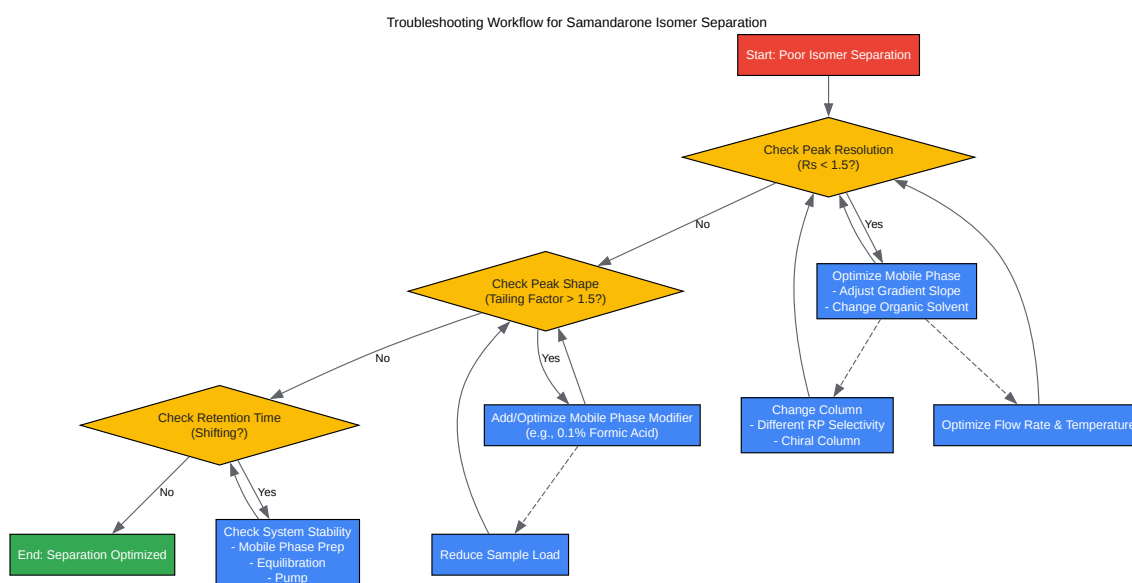 Troubleshooting Workflow for Samandarone Isomer Separation
Start: Poor Isomer Separation
Check Peak Resolution
(Rs < 1.5?)
No
Yes
Optimize Mobile Phase
- Adjust Gradient Slope
- Change Organic Solvent
Check Peak Shape
(Tailing Factor > 1.5?)
No
Yes
Change Column
- Different RP Selectivity
- Chiral Column
Optimize Flow Rate & Temperature
Add/Optimize Mobile Phase Modifier
(e.g., 0.1% Formic Acid)
Check Retention Time
(Shifting?)
No
Yes
Reduce Sample Load
Check System Stability
- Mobile Phase Prep
- Equilibration
- Pump
End: Separation Optimized